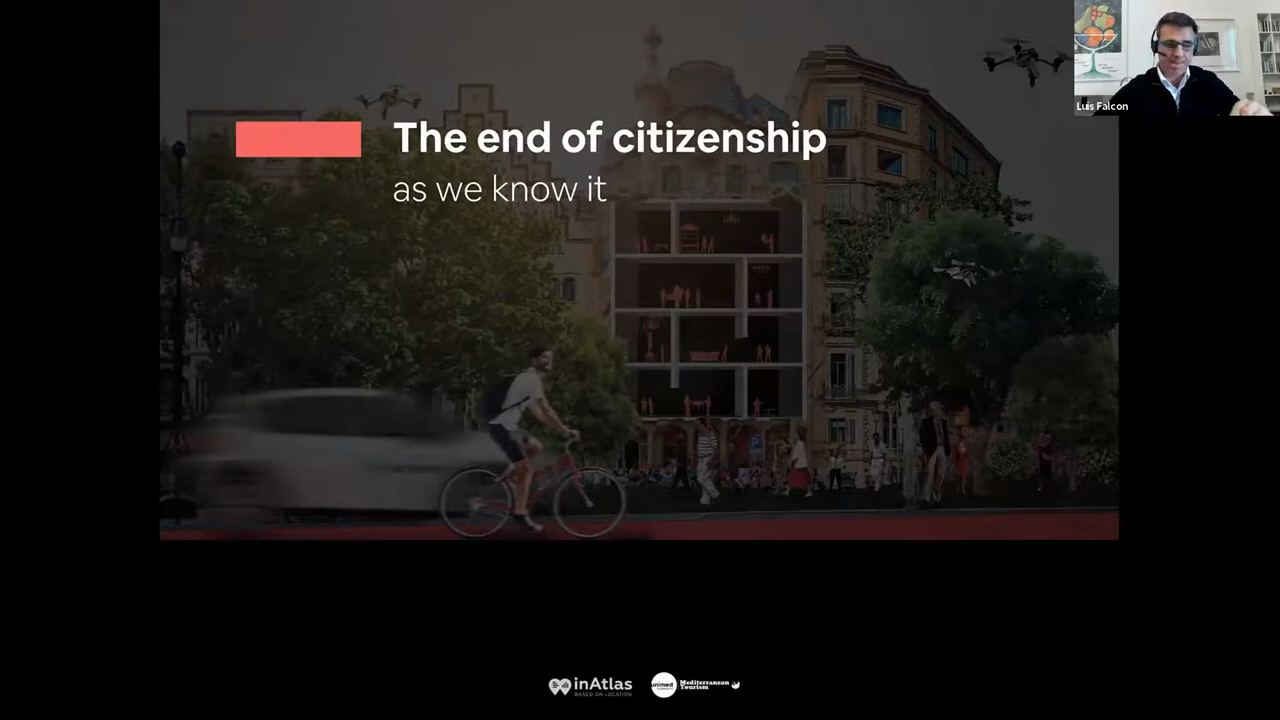 The end of citizenship
as we know it
Luis Falcon
P
inAtlas
BASED ON LOCATION
unimed
Mediterranean
Tourism